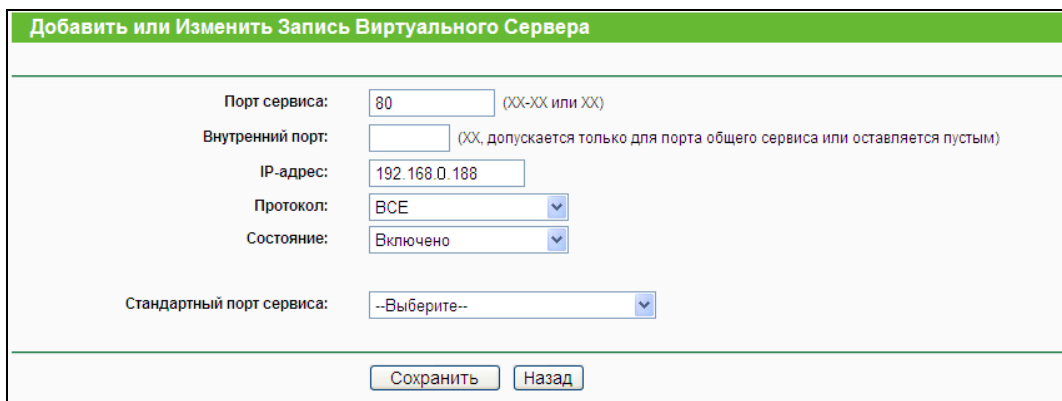 Добавить или Изменить Запись Виртуального Сервера
Порт сервиса: 80 (XX-XX или XX)
Внутренний порт: (XX, допускается только для порта общего сервиса или оставляется пустым)
IP-адрес: 192.168.0.188
Протокол: ВСЕ
Состояние: Включено
Стандартный порт сервиса: --Выберите--
Сохранить Назад